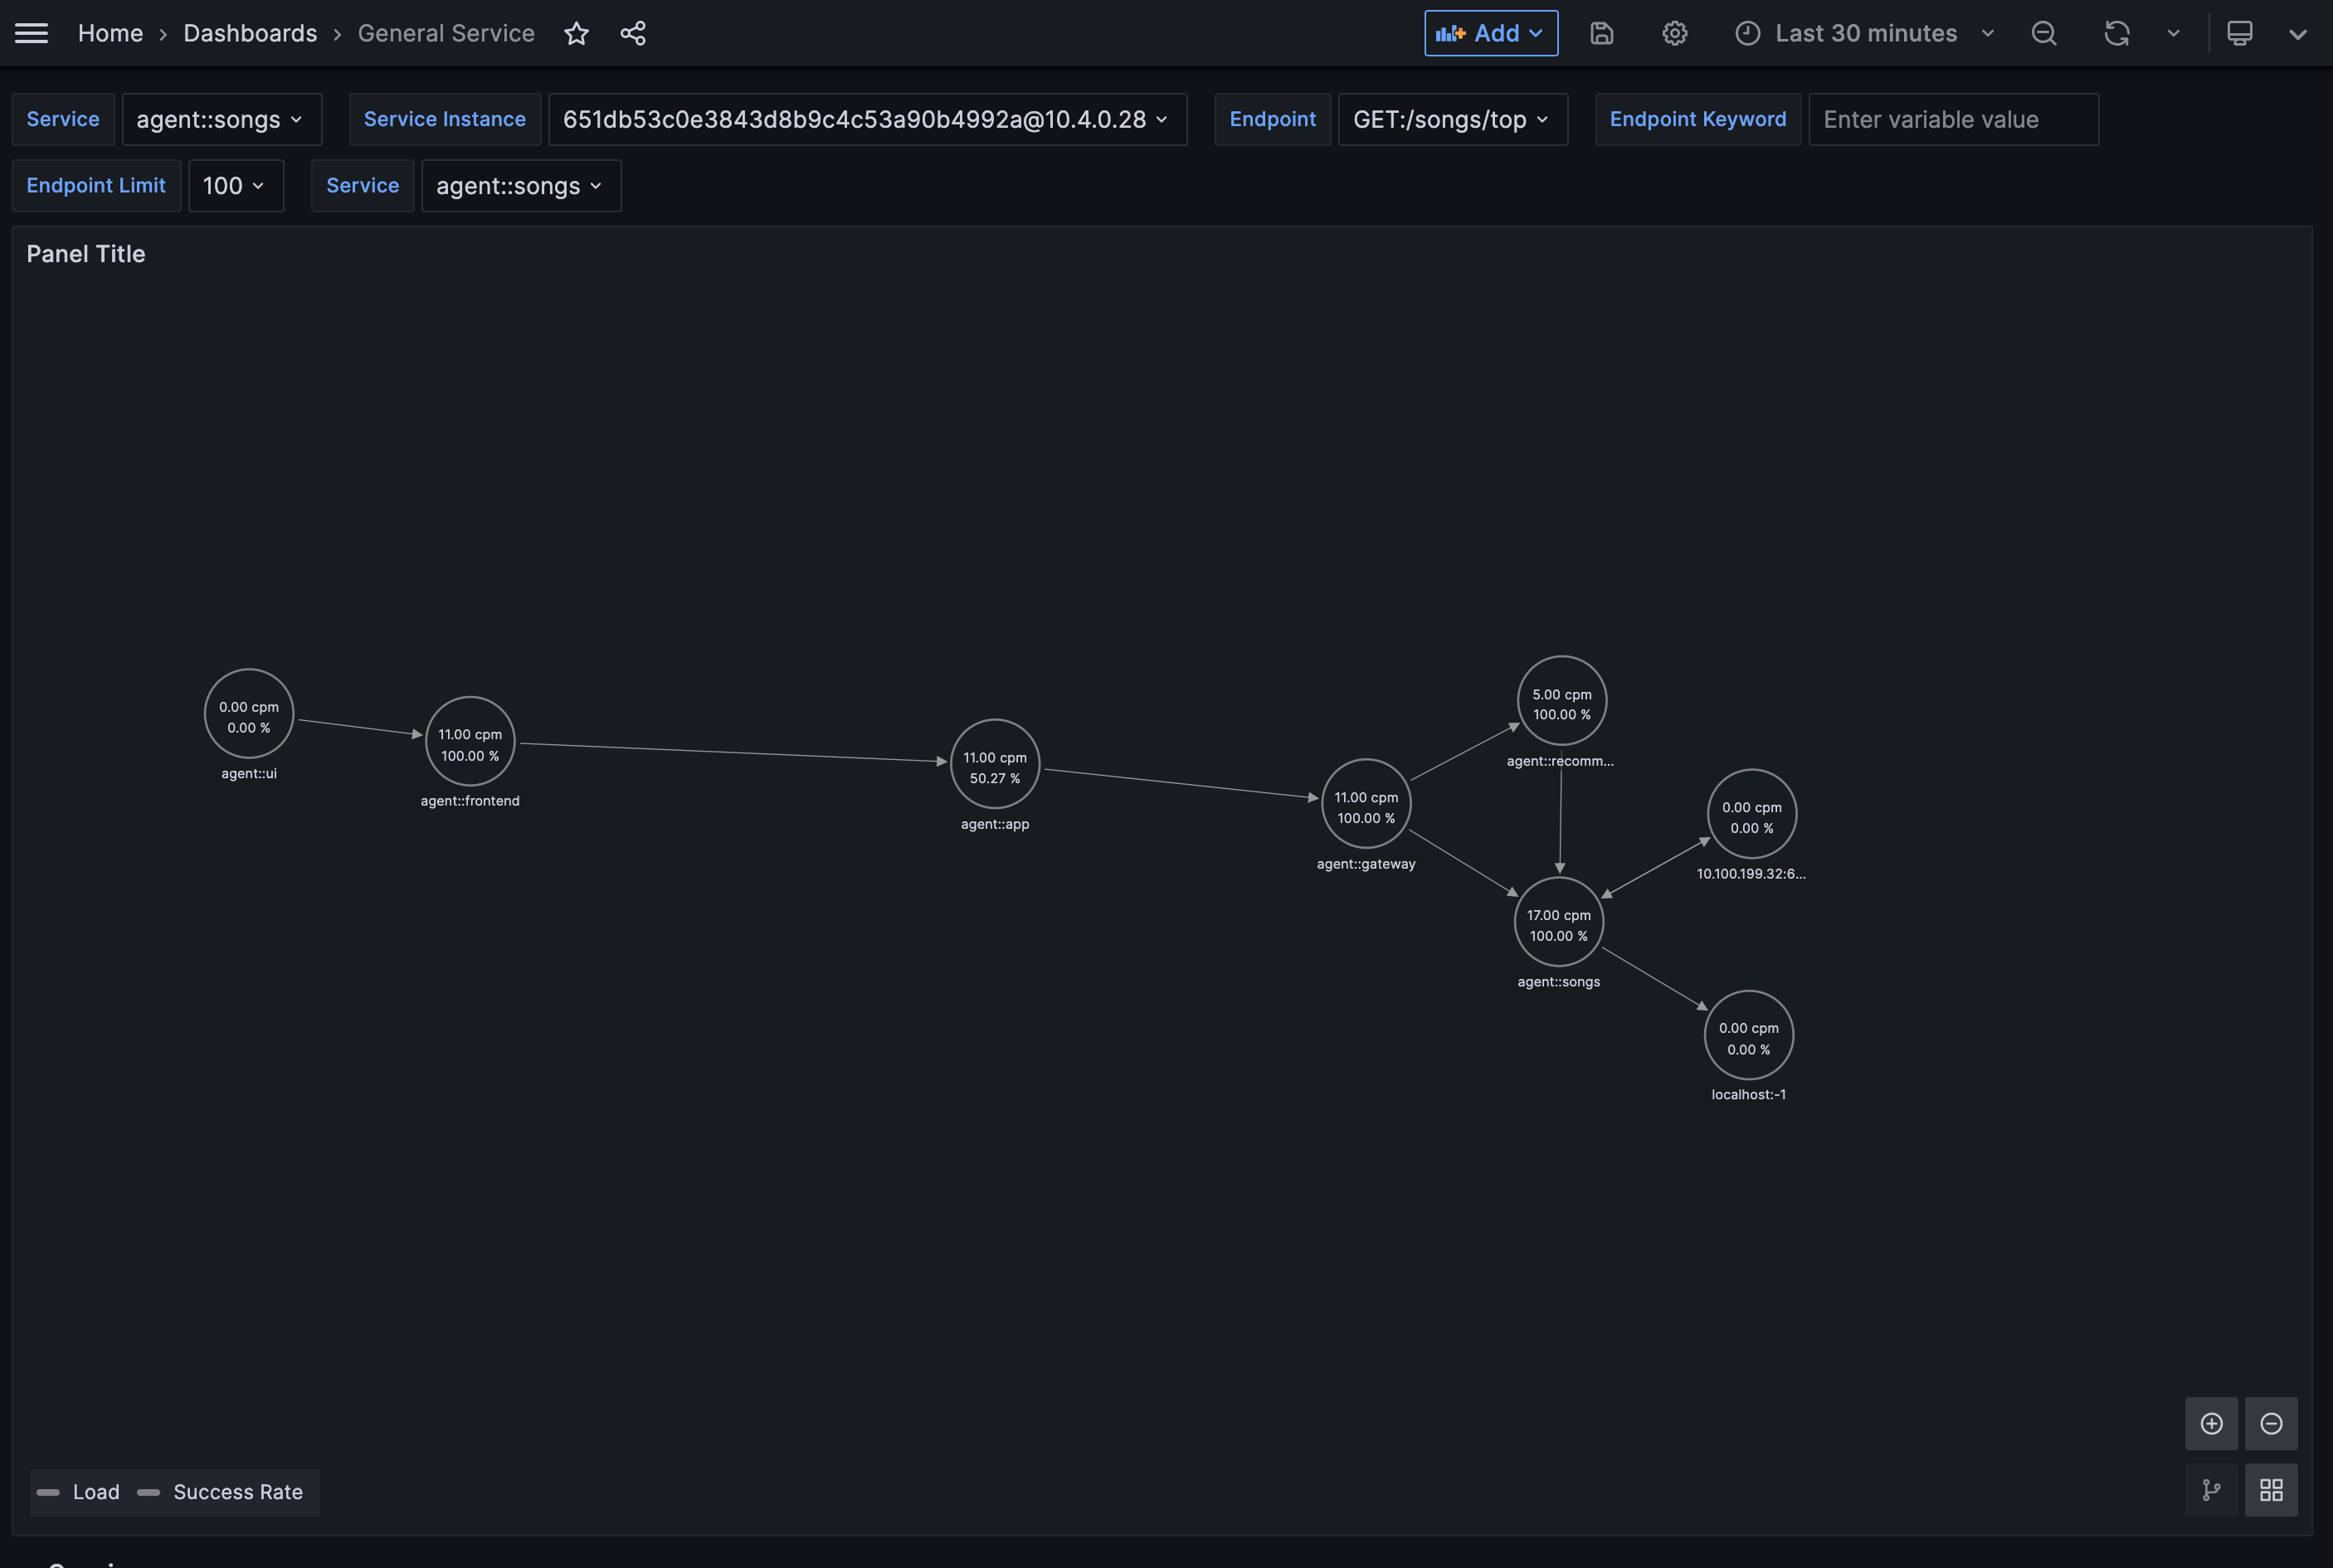 Home › Dashboards › General Service
Add
Last 30 minutes
Service agent::songs Service Instance 651db53c0e3843d8b9c4c53a90b4992a@10.4.0.28 Endpoint GET:/songs/top Endpoint Keyword Enter variable value
Endpoint Limit 100 Service agent::songs
Panel Title
0.00 cpm
0.00 %
agent::ui
11.00 cpm
100.00 %
agent::frontend
11.00 cpm
50.27 %
agent::app
11.00 cpm
100.00 %
agent::gateway
5.00 cpm
100.00 %
agent::recomm...
0.00 cpm
0.00 %
10.100.199.32:6...
17.00 cpm
100.00 %
agent::songs
0.00 cpm
0.00 %
localhost:-1
Load Success Rate